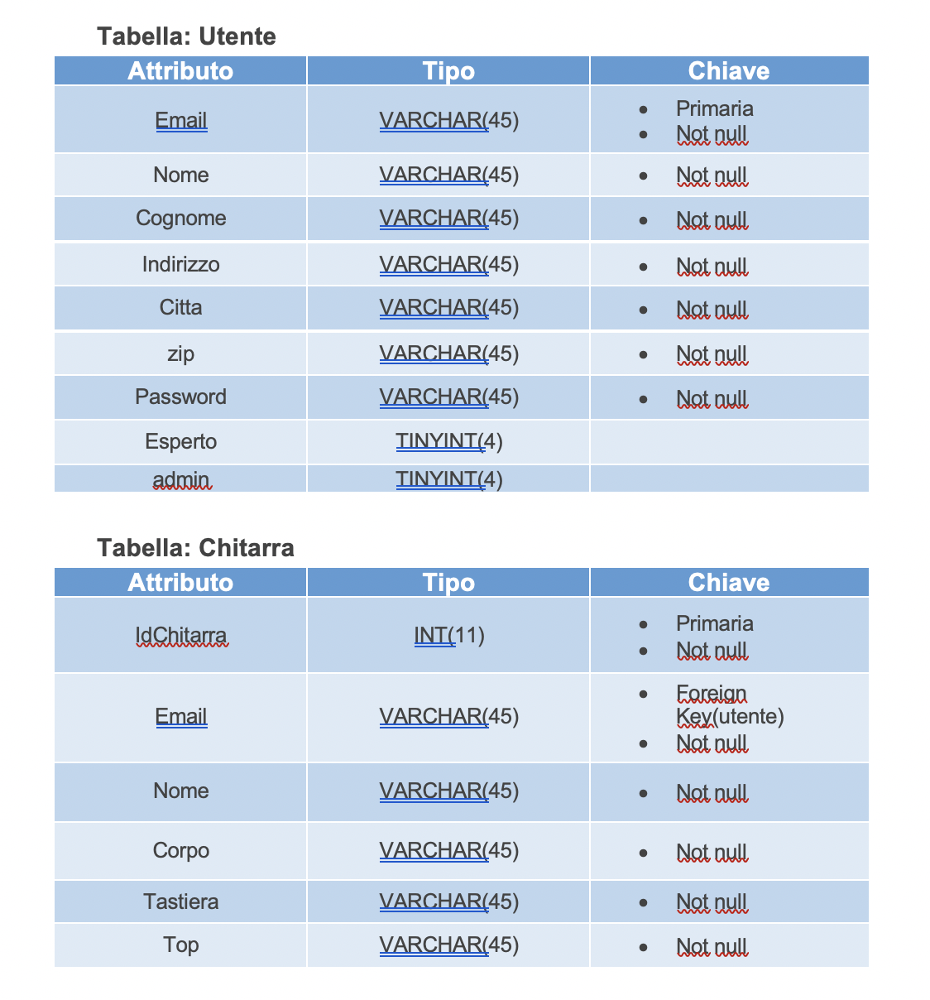 Tabella: Utente
Attributo Tipo Chiave
Email VARCHAR(45) • Primaria
• Not null
Nome VARCHAR(45) • Not null
Cognome VARCHAR(45) • Not null
Indirizzo VARCHAR(45) • Not null
Citta VARCHAR(45) • Not null
zip VARCHAR(45) • Not null
Password VARCHAR(45) • Not null
Esperto TINYINT(4)
admin TINYINT(4)
Tabella: Chitarra
Attributo Tipo Chiave
IdChitarra INT(11) • Primaria
• Not null
Email VARCHAR(45) • Foreign
Key(utente)
• Not null
Nome VARCHAR(45) • Not null
Corpo VARCHAR(45) • Not null
Tastiera VARCHAR(45) • Not null
Top VARCHAR(45) • Not null